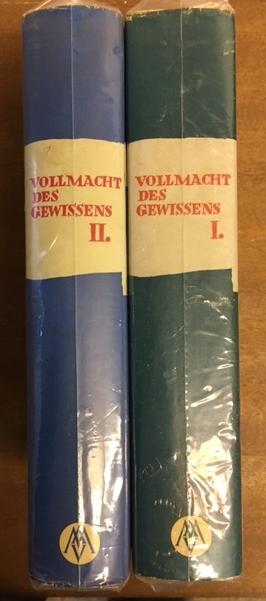 VOLLMACHT
DES
GEWISSENS
II.
VOLLMACHT
DES
GEWISSENS
I.